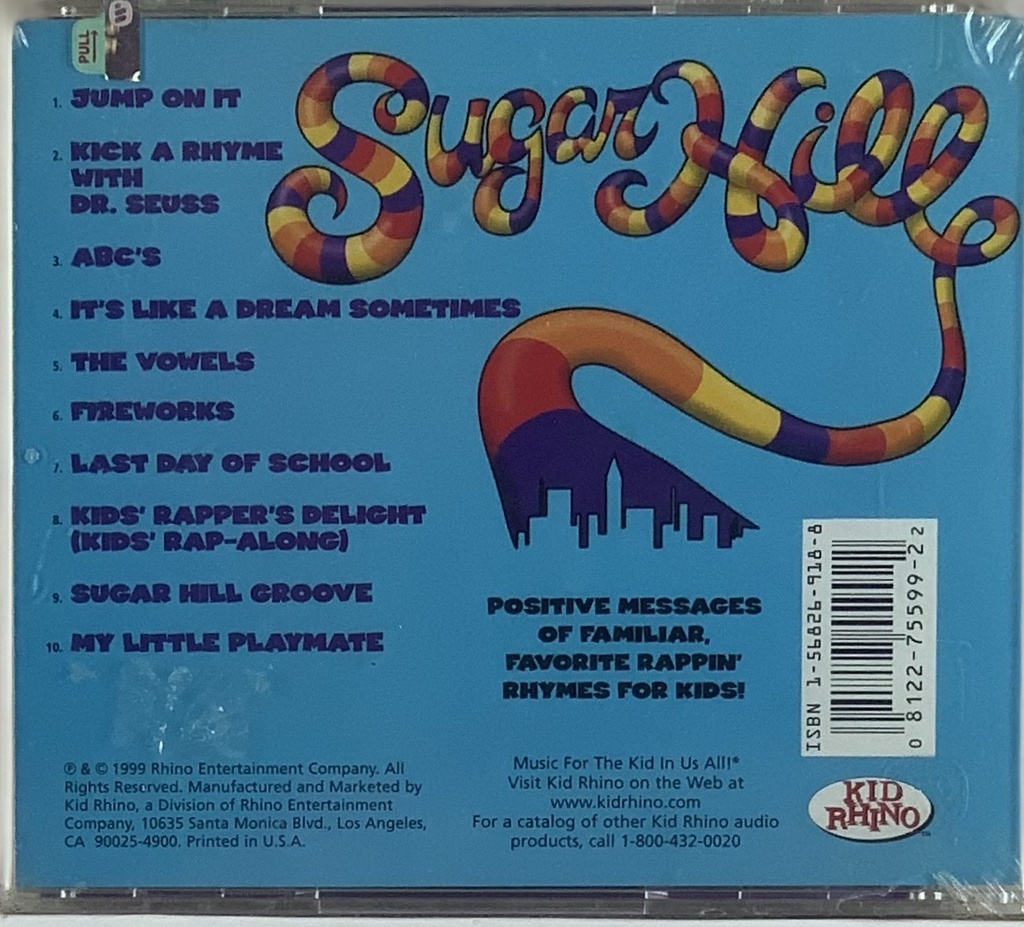 PULL
Sugar Hill
1. JUMP ON IT
2. KICK A RHYME
WITH
DR. SEUSS
3. ABC'S
4. IT'S LIKE A DREAM SOMETIMES
5. THE VOWELS
6. FIREWORKS
7. LAST DAY OF SCHOOL
8. KIDS' RAPPER'S DELIGHT
(KIDS' RAP-ALONG)
9. SUGAR HILL GROOVE
10. MY LITTLE PLAYMATE
POSITIVE MESSAGES
OF FAMILIAR,
FAVORITE RAPPIN'
RHYMES FOR KIDS!
ISBN 1-56826-918-8
0 8122-75599-2 2
℗ & © 1999 Rhino Entertainment Company. All
Rights Reserved. Manufactured and Marketed by
Kid Rhino, a Division of Rhino Entertainment
Company, 10635 Santa Monica Blvd., Los Angeles,
CA 90025-4900. Printed in U.S.A.
Music For The Kid In Us All!®
Visit Kid Rhino on the Web at
www.kidrhino.com
For a catalog of other Kid Rhino audio
products, call 1-800-432-0020
KID
RHINO™